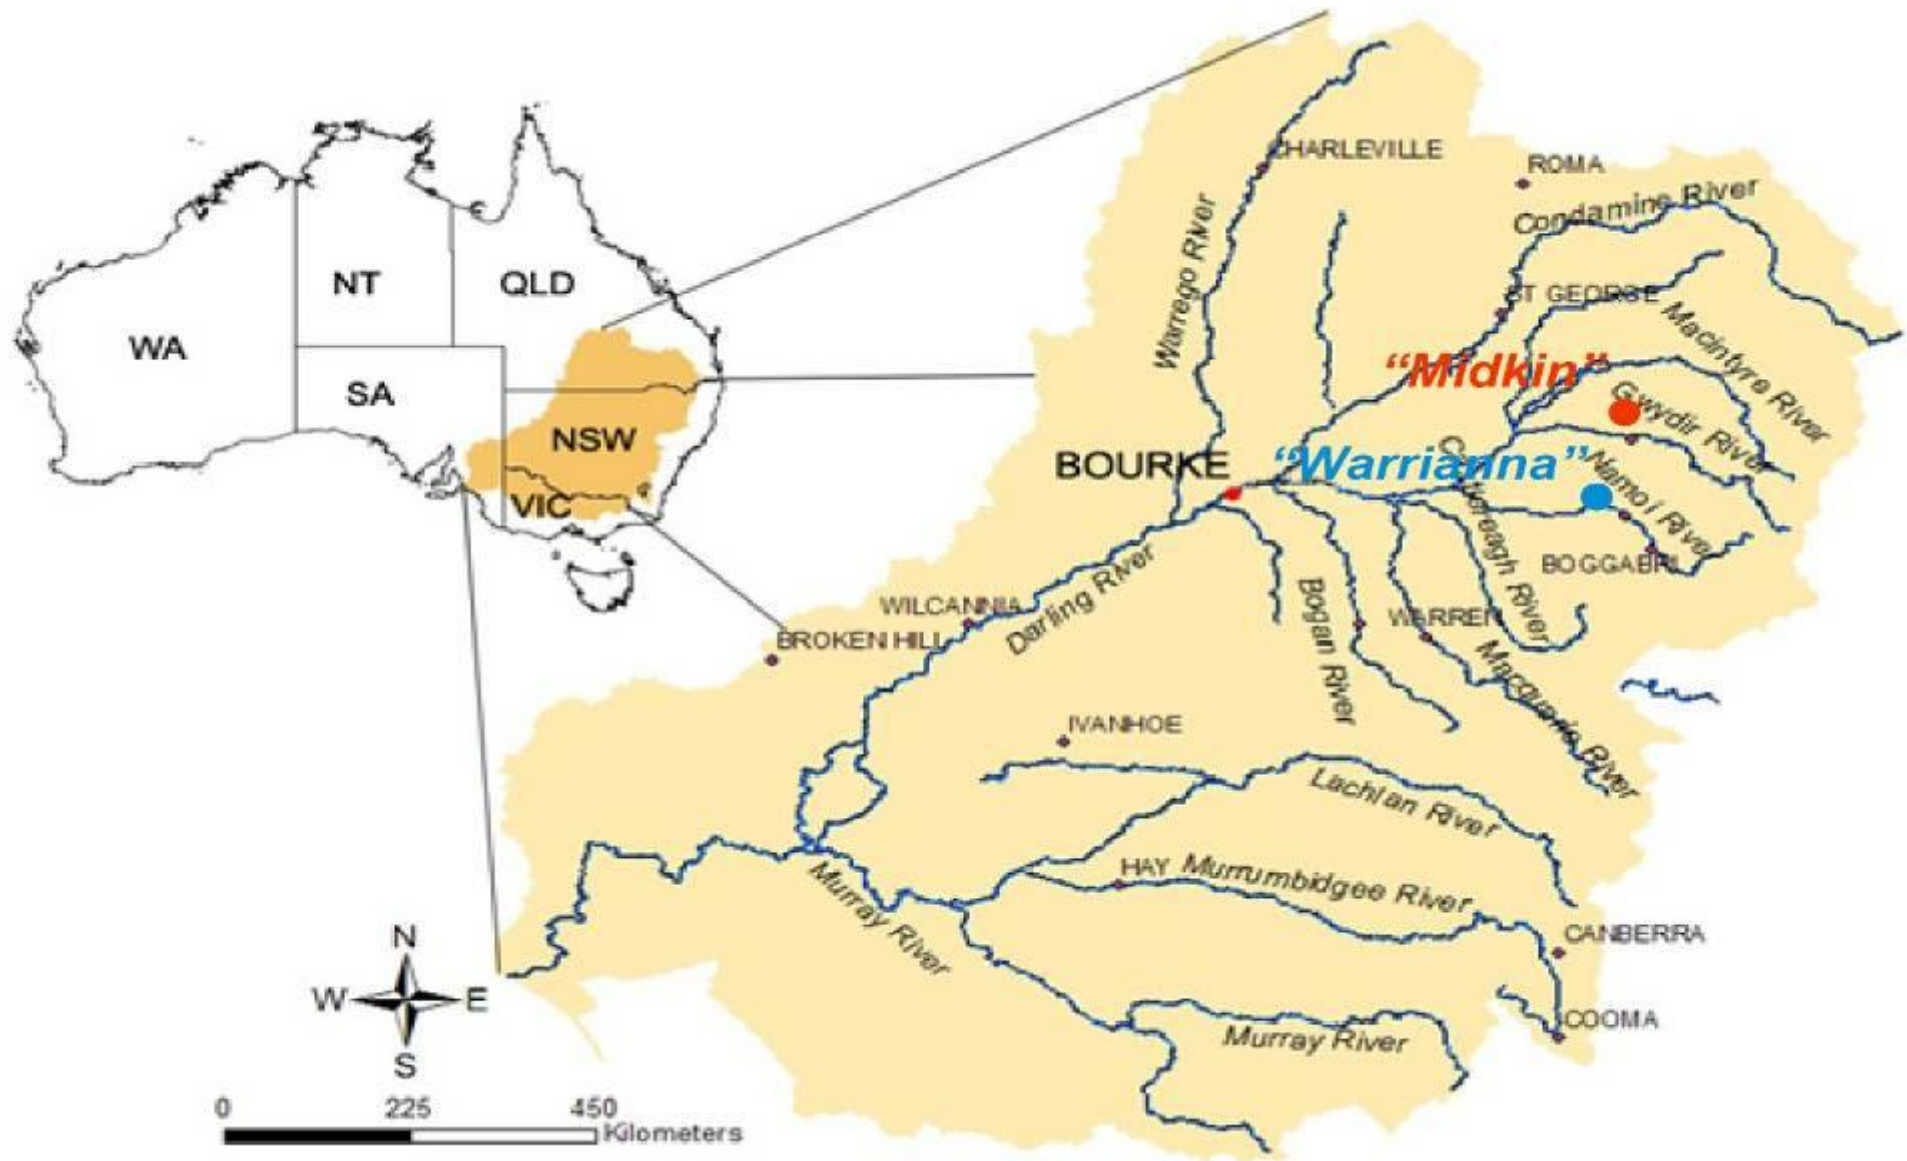 NT
QLD
WA
SA
NSW
VIC
CHARLEVILLE
ROMA
Condamine River
Warrego River
ST GEORGE
Macintyre River
“Midkin”
Gwydir River
BOURKE
“Warrianna”
Namoi River
Castlereagh River
BOGGABRI
WILCANNIA
Darling River
Bogan River
WARREN
BROKEN HILL
Macquarie River
IVANHOE
Lachlan River
HAY
Murrumbidgee River
Murray River
CANBERRA
COOMA
Murray River
N
W
E
S
0 225 450
Kilometers